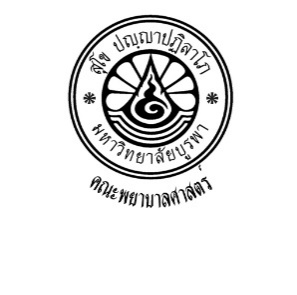 สุโข ปญฺญาปฏิลาโภ
มหาวิทยาลัยบูรพา
คณะพยาบาลศาสตร์